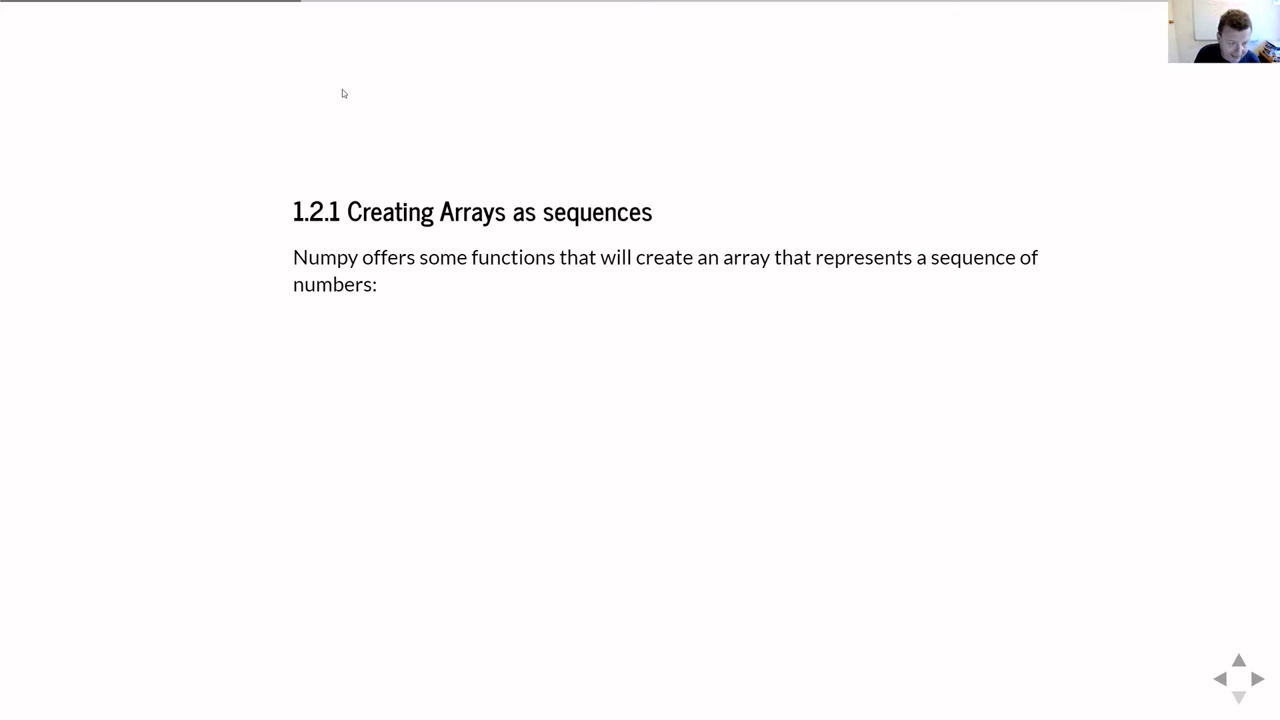 1.2.1 Creating Arrays as sequences
Numpy offers some functions that will create an array that represents a sequence of
numbers: